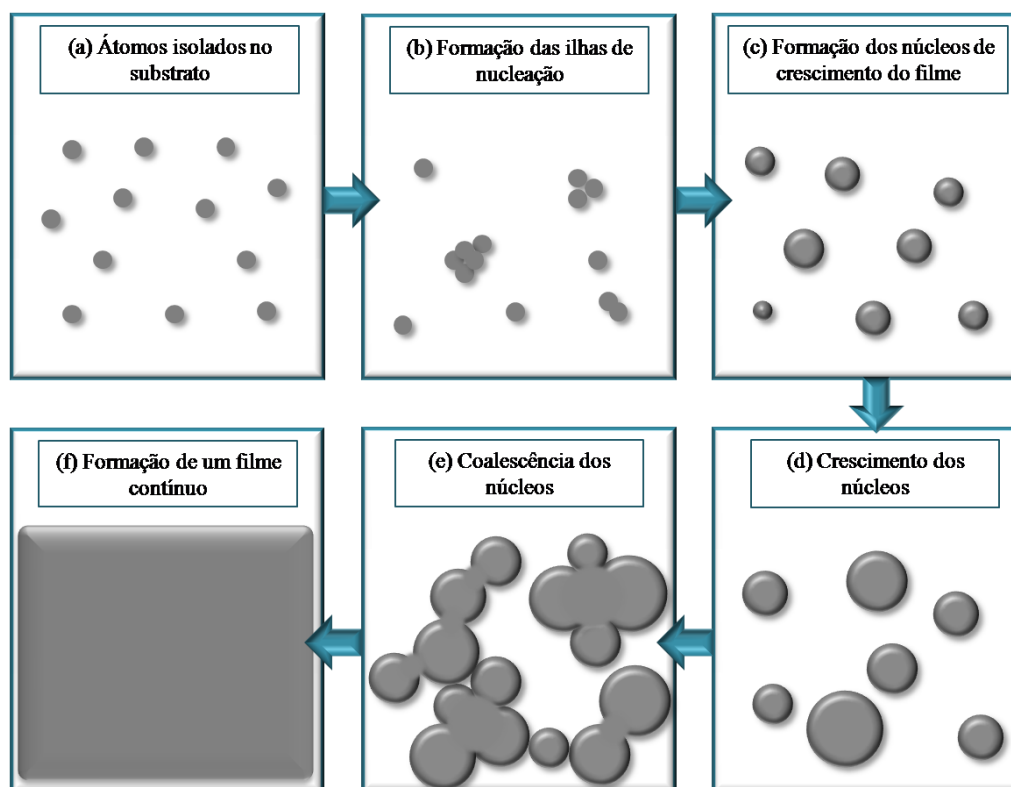 (a) Átomos isolados no
substrato
(b) Formação das ilhas de
nucleação
(c) Formação dos núcleos de
crescimento do filme
(d) Crescimento dos
núcleos
(e) Coalescência dos
núcleos
(f) Formação de um filme
contínuo